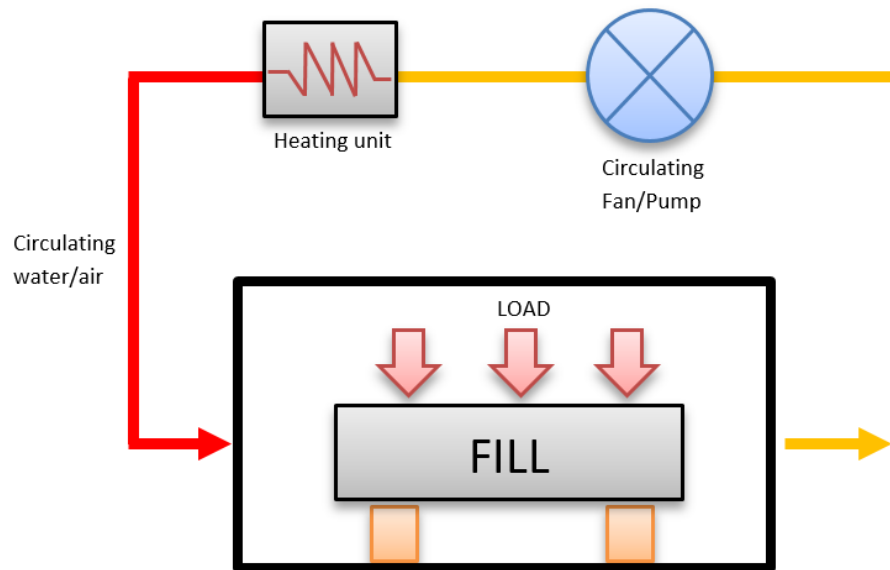 Heating unit
Circulating
Fan/Pump
Circulating
water/air
LOAD
FILL